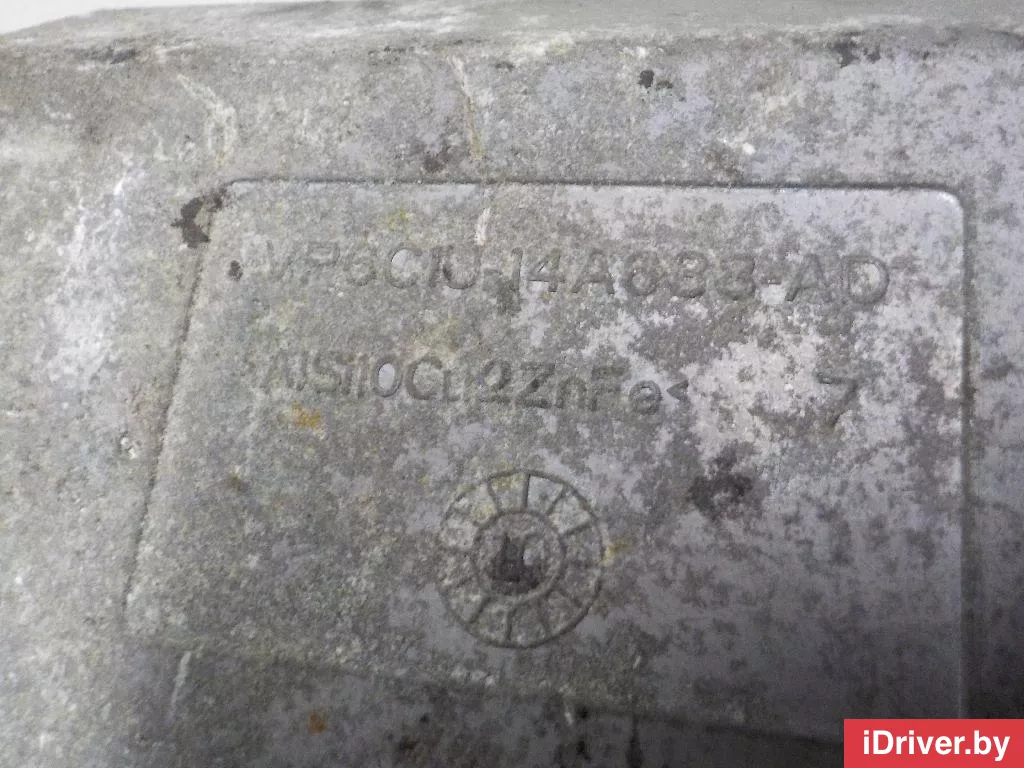 VP6C1U-14A633-AD
>AlSi10Cu2ZnFe< 7
iDriver.by